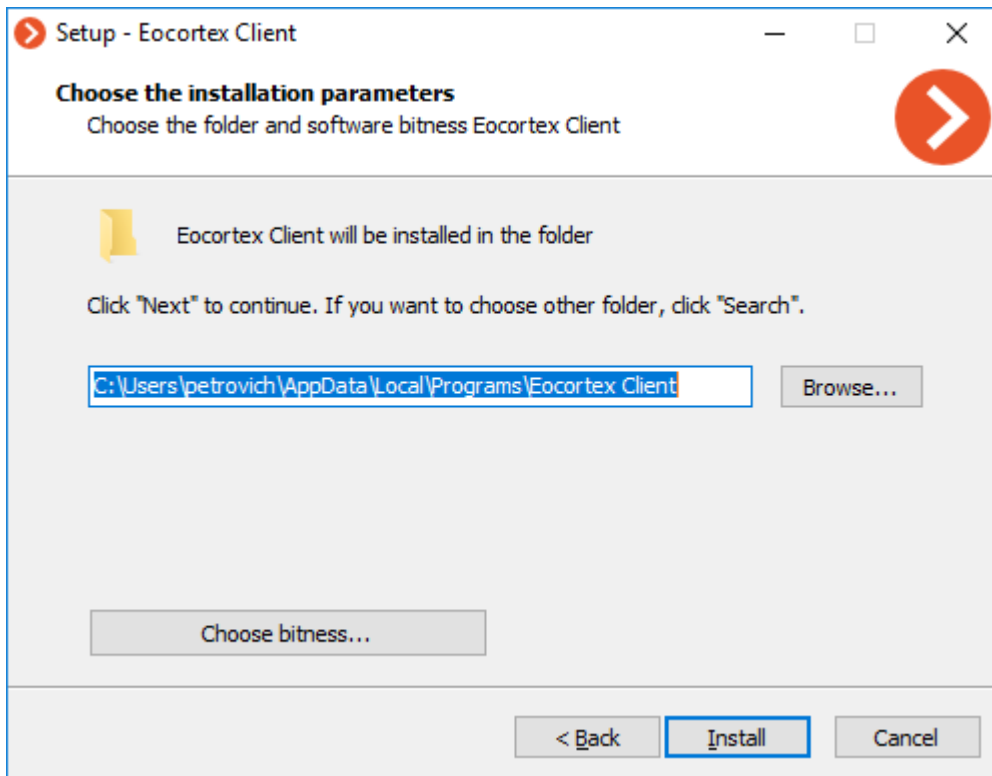 Setup - Eocortex Client
Choose the installation parameters
Choose the folder and software bitness Eocortex Client
Eocortex Client will be installed in the folder
Click "Next" to continue. If you want to choose other folder, click "Search".
C:\Users\petrovich\AppData\Local\Programs\Eocortex Client
Browse...
Choose bitness...
< Back
Install
Cancel